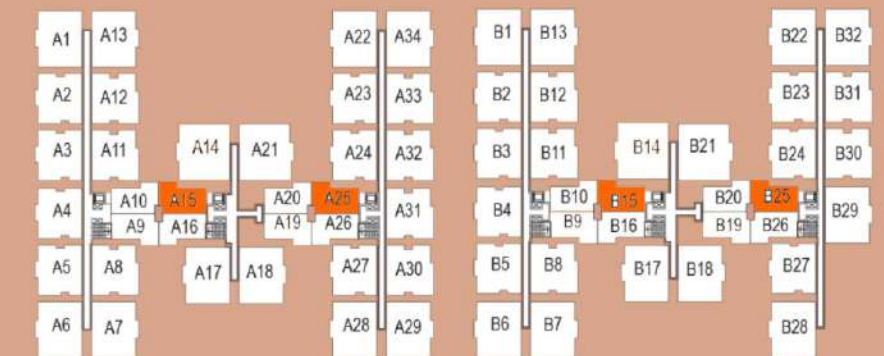 A1 A13 A22 A34 B1 B13 B22 B32
A2 A12 A23 A33 B2 B12 B23 B31
A3 A11 A14 A21 A24 A32 B3 B11 B14 B21 B24 B30
A4 A10 A15 A20 A25 A31 B4 B10 B15 B20 B25 B29
A9 A16 A19 A26 B9 B16 B19 B26
A5 A8 A17 A18 A27 A30 B5 B8 B17 B18 B27
A6 A7 A28 A29 B6 B7 B28